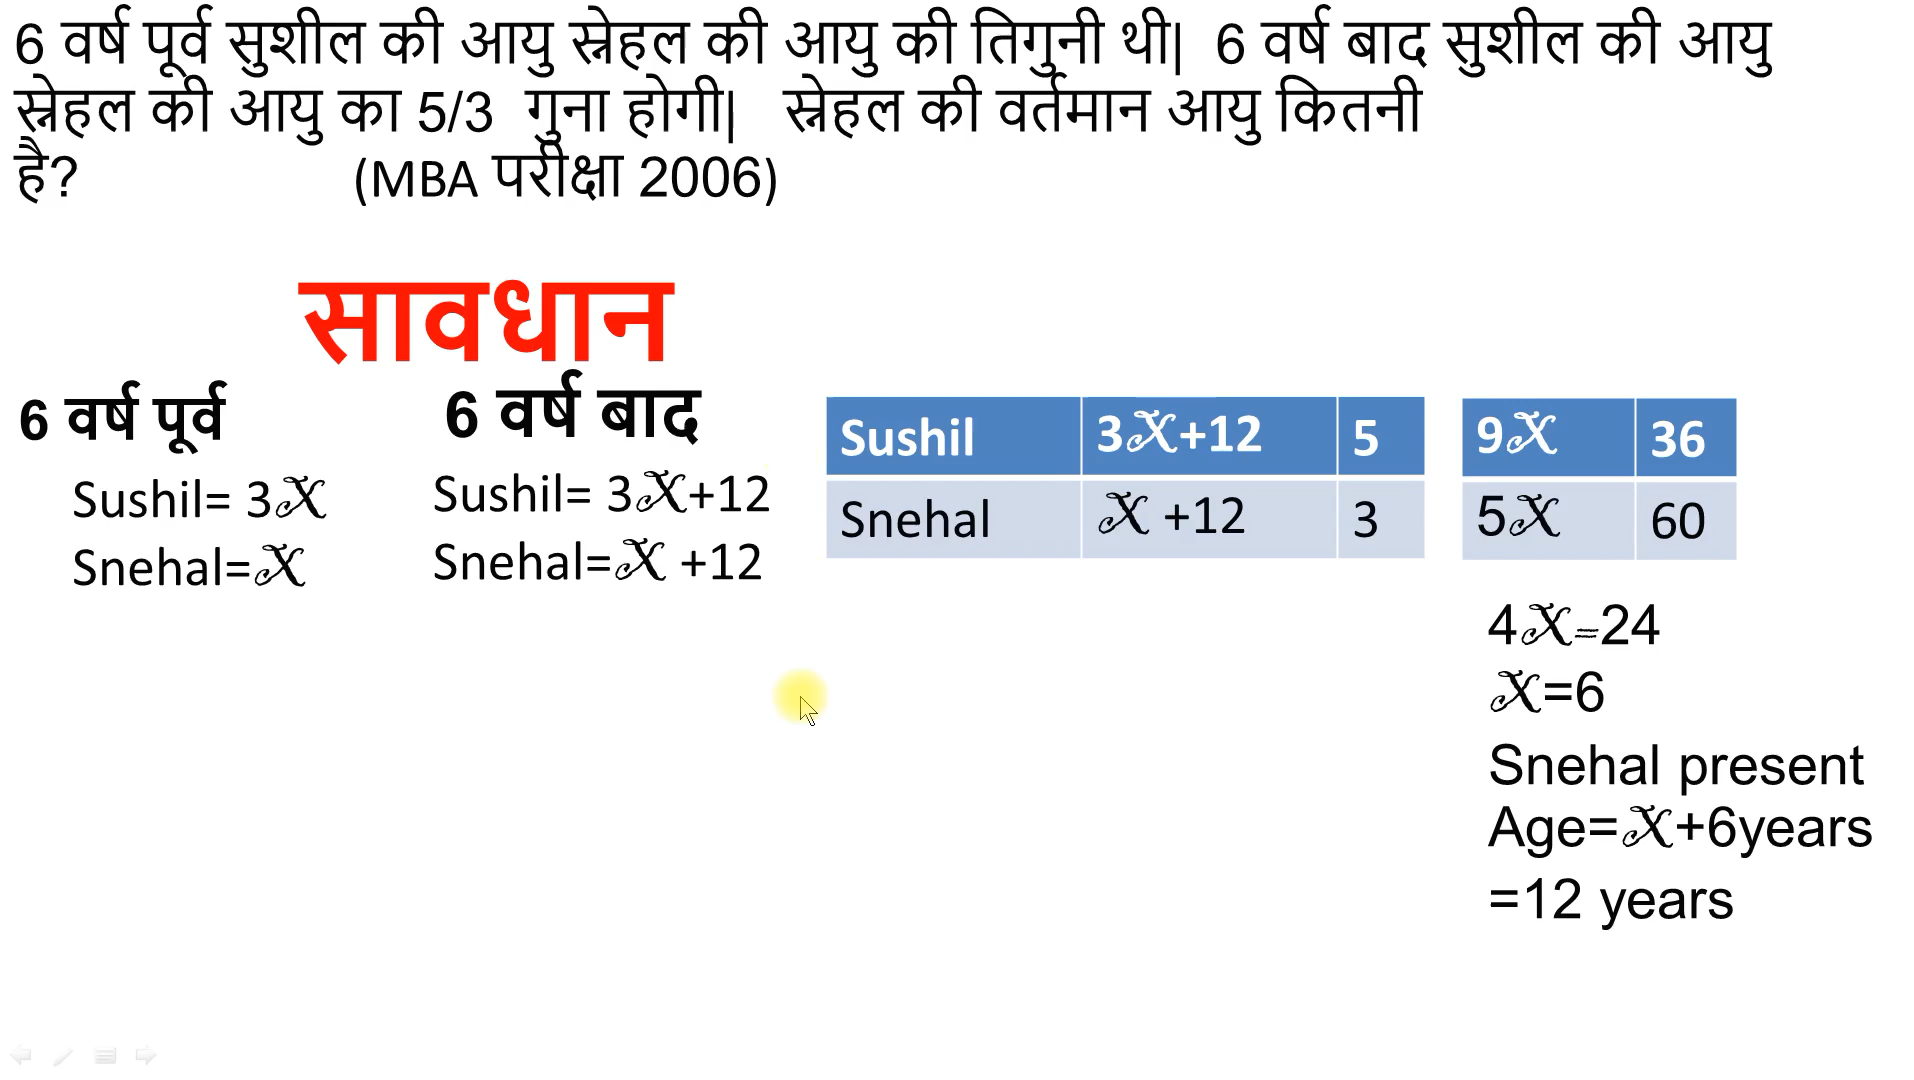 6 वर्ष पूर्व सुशील की आयु स्नेहल की आयु की तिगुनी थी| 6 वर्ष बाद सुशील की आयु
स्नेहल की आयु का 5/3 गुना होगी| स्नेहल की वर्तमान आयु कितनी
है? (MBA परीक्षा 2006)
सावधान
6 वर्ष पूर्व
Sushil= 3X
Snehal=X
6 वर्ष बाद
Sushil= 3X+12
Snehal=X +12
Sushil 3X+12 5
Snehal X +12 3
9X 36
5X 60
4X=24
X=6
Snehal present
Age=X+6years
=12 years